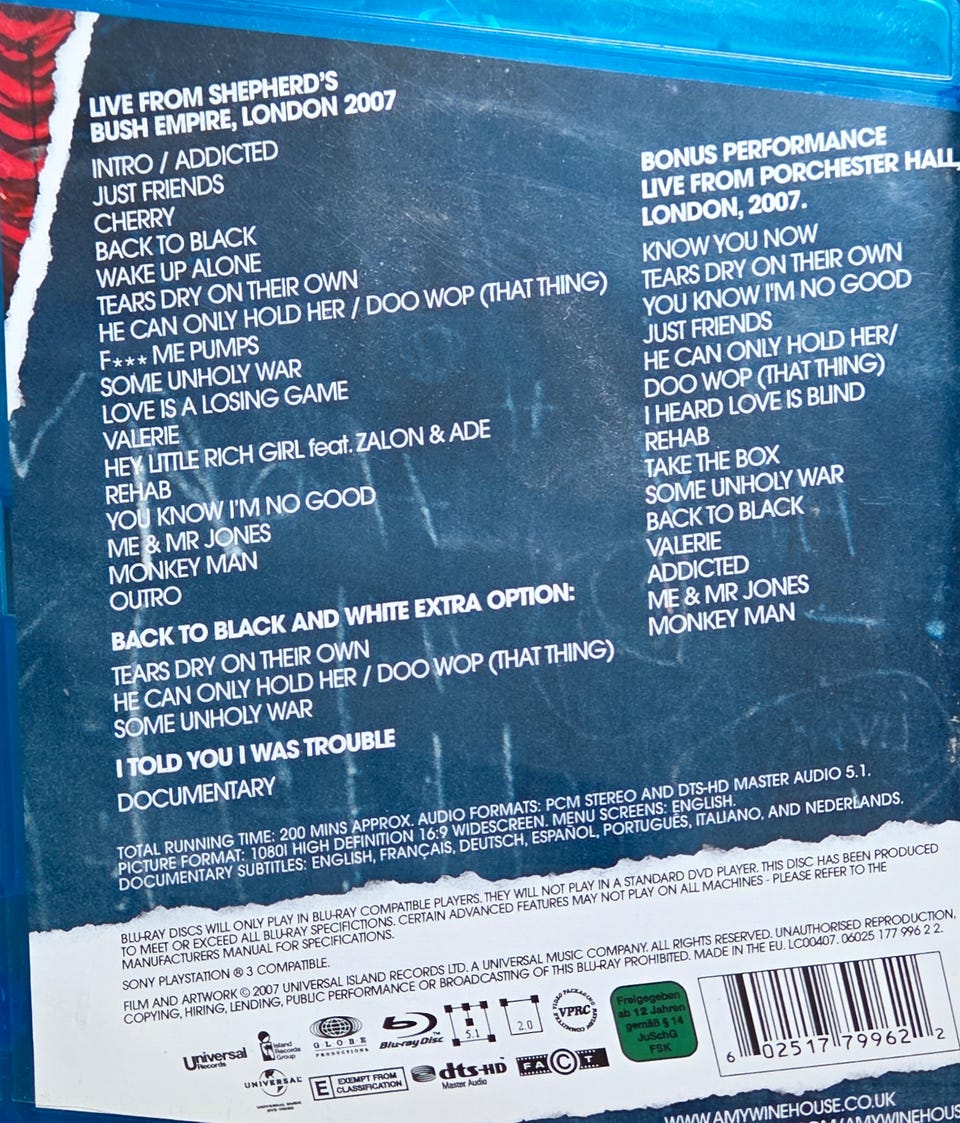 LIVE FROM SHEPHERD'S
BUSH EMPIRE, LONDON 2007
INTRO / ADDICTED
JUST FRIENDS
CHERRY
BACK TO BLACK
WAKE UP ALONE
TEARS DRY ON THEIR OWN
HE CAN ONLY HOLD HER / DOO WOP (THAT THING)
F*** ME PUMPS
SOME UNHOLY WAR
LOVE IS A LOSING GAME
VALERIE
HEY LITTLE RICH GIRL feat. ZALON & ADE
REHAB
YOU KNOW I'M NO GOOD
ME & MR JONES
MONKEY MAN
OUTRO
BACK TO BLACK AND WHITE EXTRA OPTION:
TEARS DRY ON THEIR OWN
HE CAN ONLY HOLD HER / DOO WOP (THAT THING)
SOME UNHOLY WAR
I TOLD YOU I WAS TROUBLE
DOCUMENTARY
BONUS PERFORMANCE
LIVE FROM PORCHESTER HALL,
LONDON, 2007.
KNOW YOU NOW
TEARS DRY ON THEIR OWN
YOU KNOW I'M NO GOOD
JUST FRIENDS
HE CAN ONLY HOLD HER/
DOO WOP (THAT THING)
I HEARD LOVE IS BLIND
REHAB
TAKE THE BOX
SOME UNHOLY WAR
BACK TO BLACK
VALERIE
ADDICTED
ME & MR JONES
MONKEY MAN
TOTAL RUNNING TIME: 200 MINS APPROX. AUDIO FORMATS: PCM STEREO AND DTS-HD MASTER AUDIO 5.1.
PICTURE FORMAT: 1080I HIGH DEFINITION 16:9 WIDESCREEN. MENU SCREENS: ENGLISH.
DOCUMENTARY SUBTITLES: ENGLISH, FRANÇAIS, DEUTSCH, ESPAÑOL, PORTUGUÊS, ITALIANO, AND NEDERLANDS.
BLU-RAY DISCS WILL ONLY PLAY IN BLU-RAY COMPATIBLE PLAYERS. THEY WILL NOT PLAY IN A STANDARD DVD PLAYER. THIS DISC HAS BEEN PRODUCED
TO MEET OR EXCEED ALL BLU-RAY SPECIFICTIONS. CERTAIN ADVANCED FEATURES MAY NOT PLAY ON ALL MACHINES - PLEASE REFER TO THE
MANUFACTURERS MANUAL FOR SPECIFICATIONS.
SONY PLAYSTATION ® 3 COMPATIBLE.
FILM AND ARTWORK © 2007 UNIVERSAL ISLAND RECORDS LTD. A UNIVERSAL MUSIC COMPANY. ALL RIGHTS RESERVED. UNAUTHORISED REPRODUCTION,
COPYING, HIRING, LENDING, PUBLIC PERFORMANCE OR BROADCASTING OF THIS BLU-RAY PROHIBITED. MADE IN THE EU. LC00407. 06025 177 996 2 2.
Universal
Records
Island
Records
Group
GLOBE
PRODUCTIONS
Blu-ray Disc
5.1
2.0
VPRC
Freigegeben
ab 12 Jahren
gemäß § 14
JuSchG
FSK
6 02517 79962 2
UNIVERSAL
E EXEMPT FROM
CLASSIFICATION
dts-HD
Master Audio
FACT
WWW.AMYWINEHOUSE.CO.UK